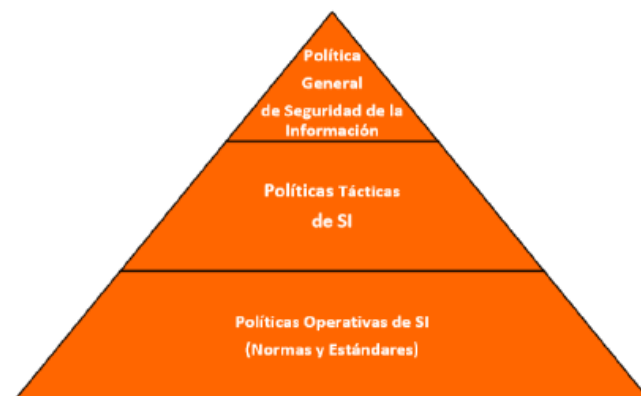 Política
General
de Seguridad de la
Información
Políticas Tácticas
de SI
Políticas Operativas de SI
(Normas y Estándares)